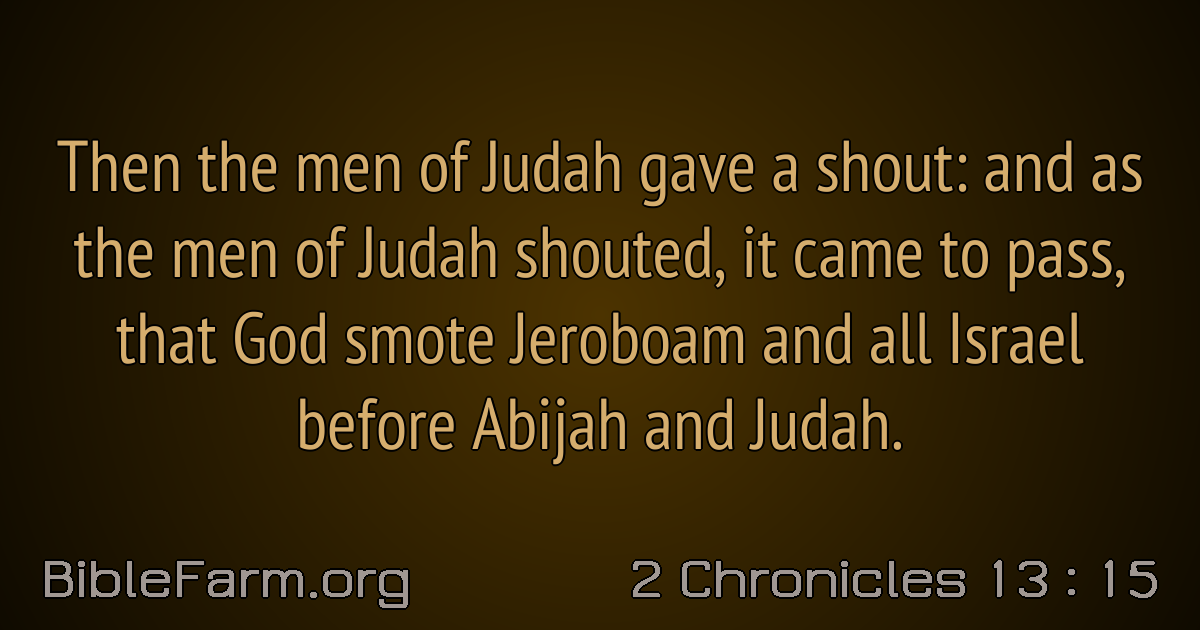 Then the men of Judah gave a shout: and as
the men of Judah shouted, it came to pass,
that God smote Jeroboam and all Israel
before Abijah and Judah.
BibleFarm.org
2 Chronicles 13 : 15